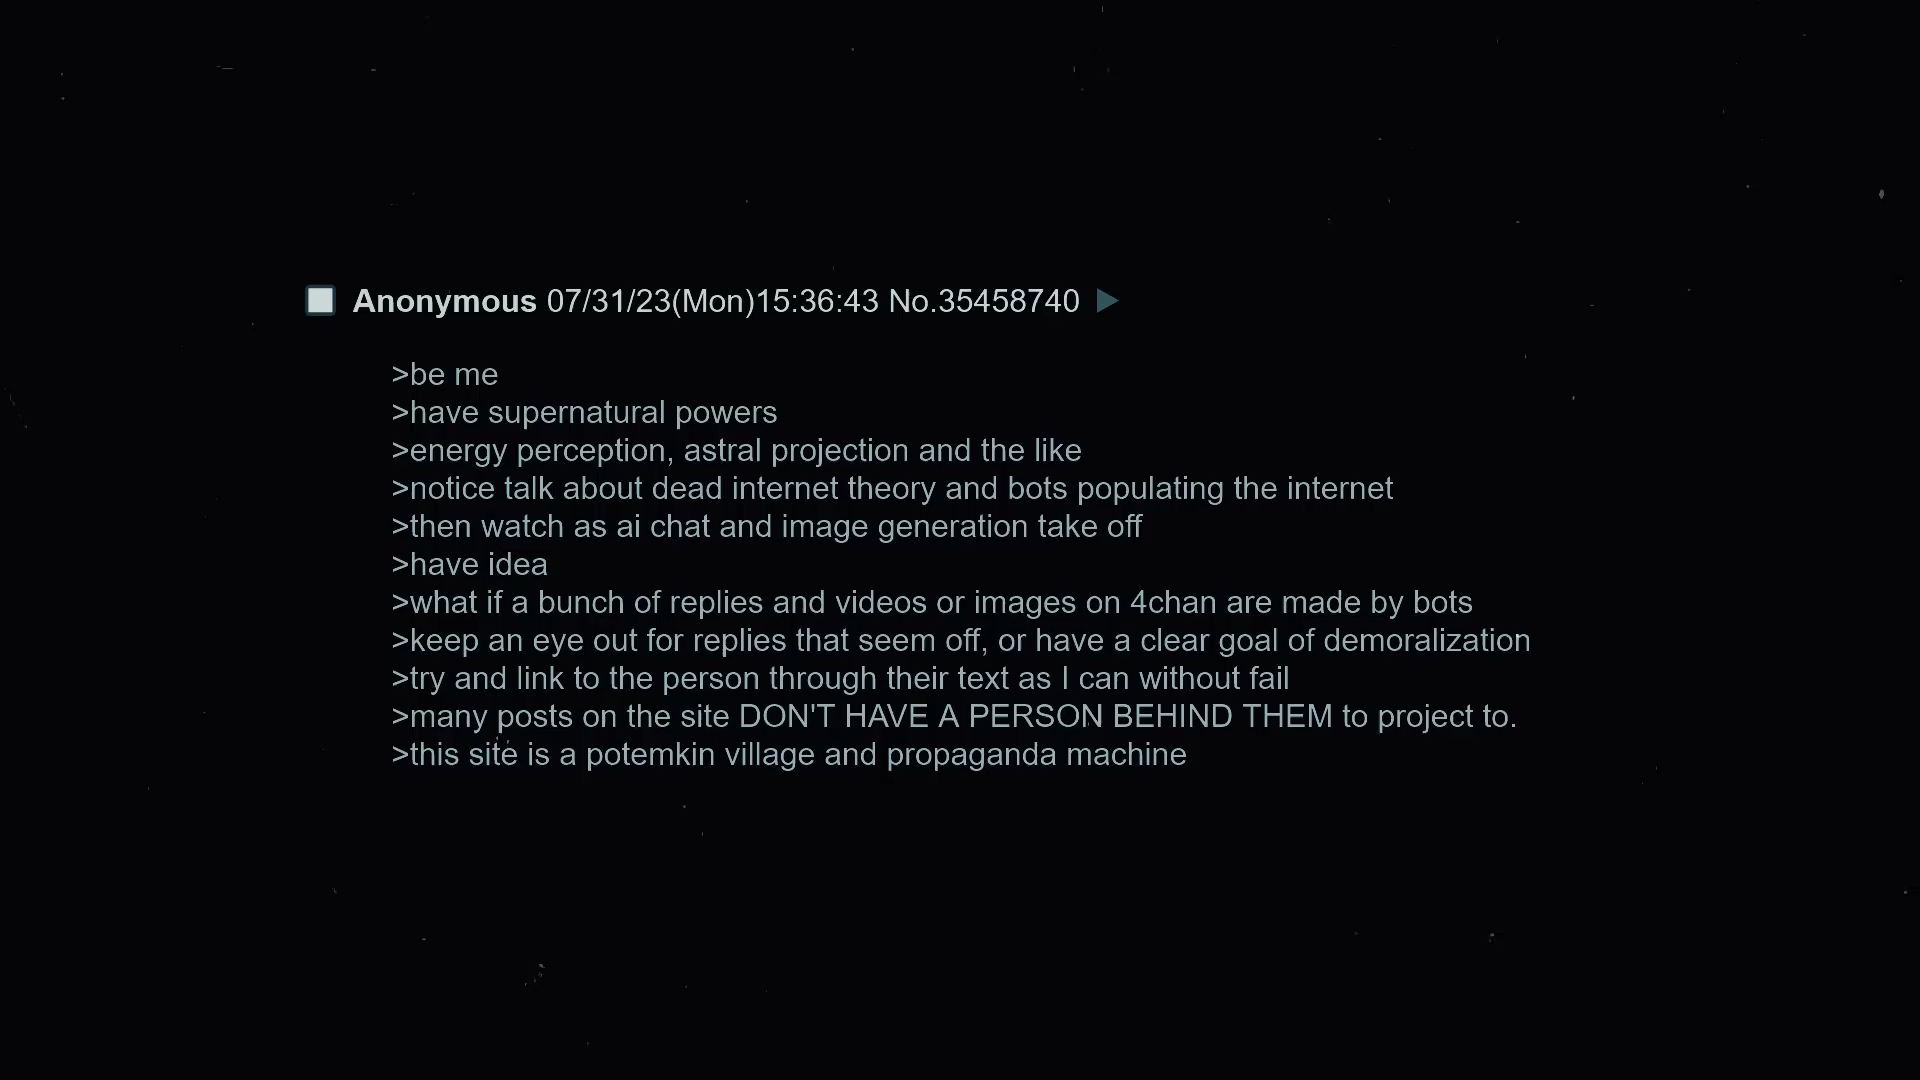 Anonymous 07/31/23(Mon)15:36:43 No.35458740
>be me
>have supernatural powers
>energy perception, astral projection and the like
>notice talk about dead internet theory and bots populating the internet
>then watch as ai chat and image generation take off
>have idea
>what if a bunch of replies and videos or images on 4chan are made by bots
>keep an eye out for replies that seem off, or have a clear goal of demoralization
>try and link to the person through their text as I can without fail
>many posts on the site DON'T HAVE A PERSON BEHIND THEM to project to.
>this site is a potemkin village and propaganda machine